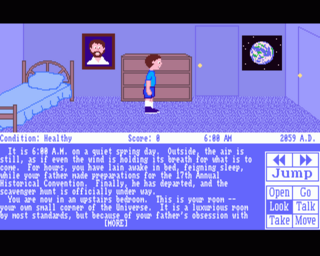 Condition: Healthy Score: 0 6:00 AM 2059 A.D.
It is 6:00 A.M. on a quiet spring day. Outside, the air is
still, as if even the wind is holding its breath for what is to
come. For hours, you have lain awake in bed, feigning sleep,
while your father made preparations for the 17th Annual
Historical Convention. Finally, he has departed, and the
scavenger hunt is officially under way.
You are now in an upstairs bedroom. This is your room --
your own small corner of the Universe. It is a luxurious room
by most standards, but because of your father's obsession with
[MORE]
Jump
Open Go
Look Talk
Take Move